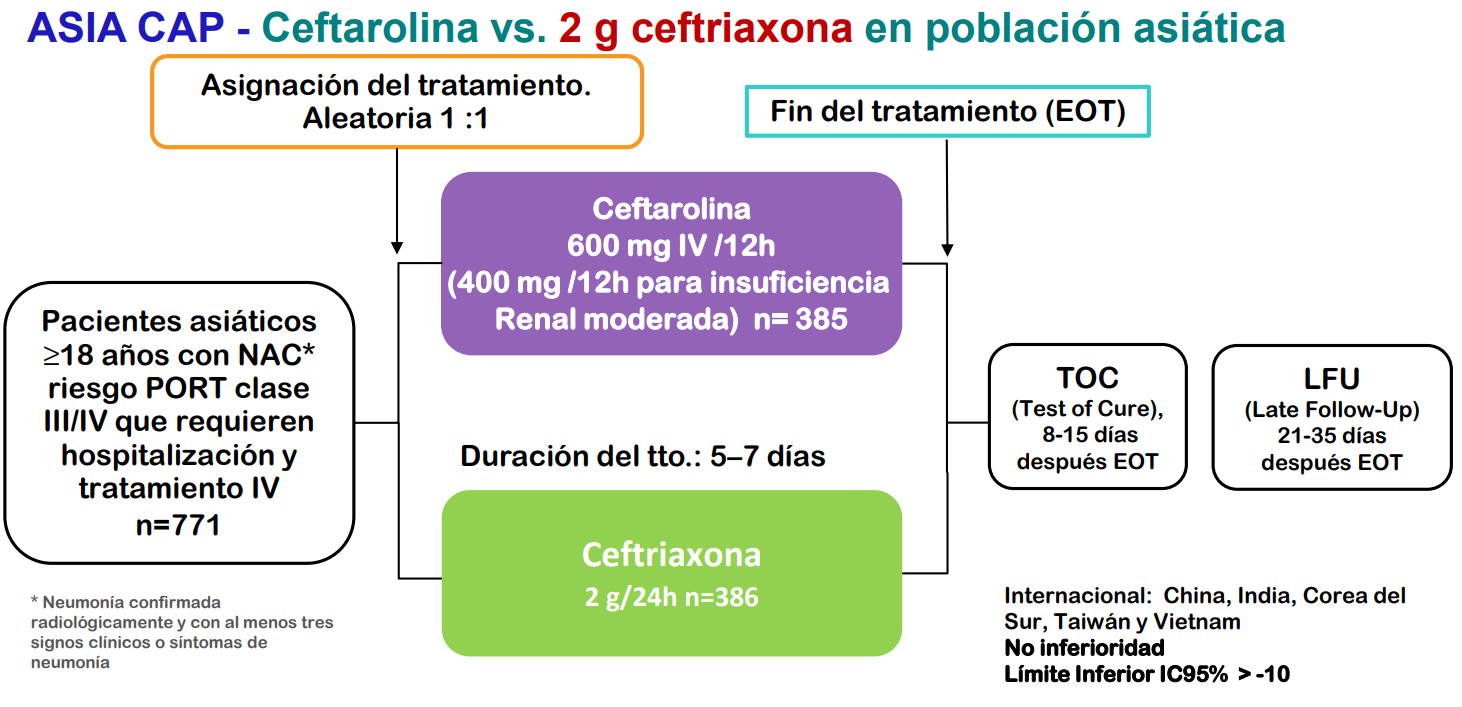 ASIA CAP - Ceftarolina vs. 2 g ceftriaxona en población asiática
Asignación del tratamiento.
Aleatoria 1 :1
Fin del tratamiento (EOT)
Ceftarolina
600 mg IV /12h
(400 mg /12h para insuficiencia
Renal moderada)  n= 385
Pacientes asiáticos
≥18 años con NAC*
riesgo PORT clase
III/IV que requieren
hospitalización y
tratamiento IV
n=771
Duración del tto.: 5–7 días
TOC
(Test of Cure),
8-15 días
después EOT
LFU
(Late Follow-Up)
21-35 días
después EOT
Ceftriaxona
2 g/24h n=386
* Neumonía confirmada
radiológicamente y con al menos tres
signos clínicos o síntomas de
neumonía
Internacional:  China, India, Corea del
Sur, Taiwán y Vietnam
No inferioridad
Límite Inferior IC95%  > -10